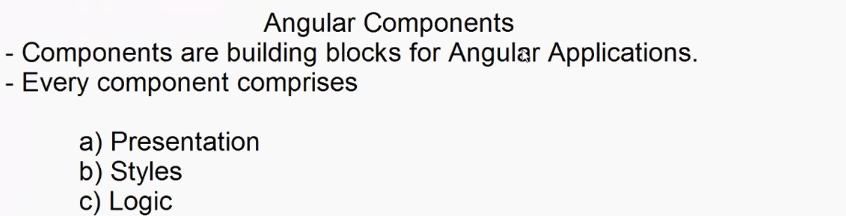 Angular Components
- Components are building blocks for Angular Applications.
- Every component comprises
a) Presentation
b) Styles
c) Logic